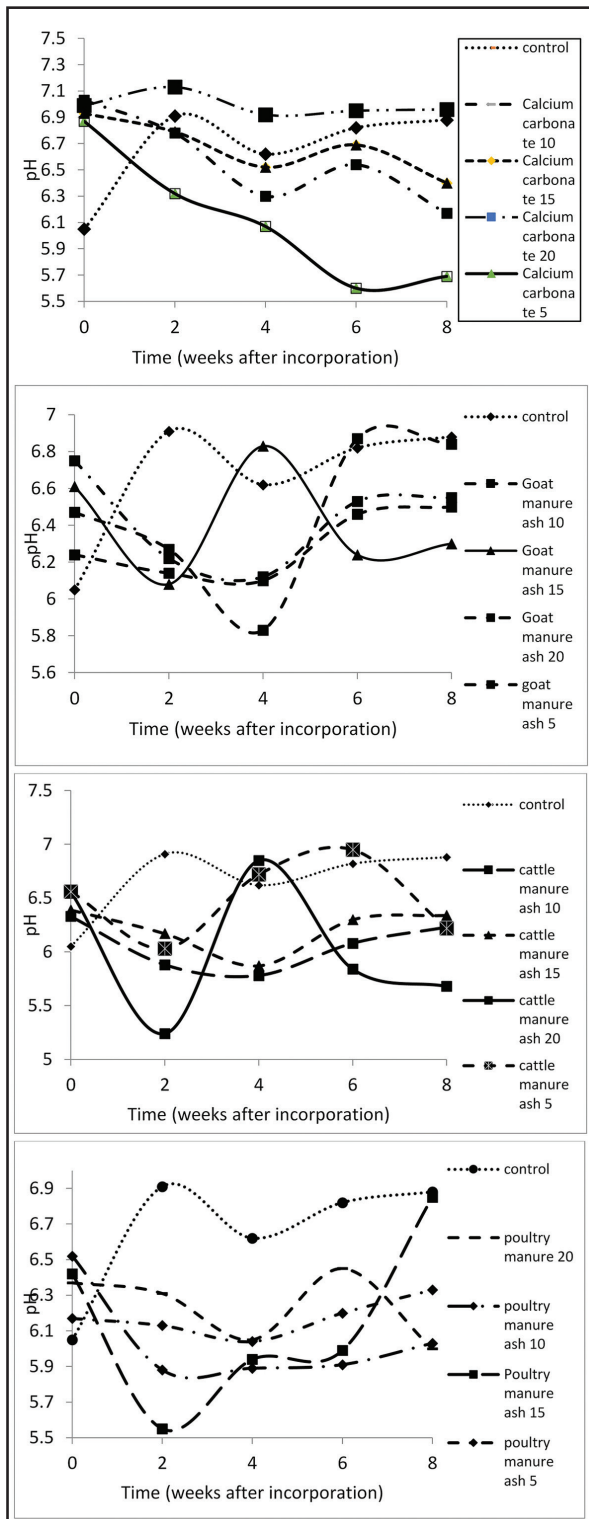 7.5
7.3
7.1
6.9
6.7
6.5
6.3
6.1
5.9
5.7
5.5
pH
0 2 4 6 8
Time (weeks after incorporation)
control
Calcium
carbona
te 10
Calcium
carbona
te 15
Calcium
carbona
te 20
Calcium
carbona
te 5
7
6.8
6.6
6.4
6.2
6
5.8
5.6
pH
0 2 4 6 8
Time (weeks after incorporation)
control
Goat
manure
ash 10
Goat
manure
ash 15
Goat
manure
ash 20
goat
manure
ash 5
7.5
7
6.5
6
5.5
5
pH
0 2 4 6 8
Time (weeks after incorporation)
control
cattle
manure
ash 10
cattle
manure
ash 15
cattle
manure
ash 20
cattle
manure
ash 5
6.9
6.7
6.5
6.3
6.1
5.9
5.7
5.5
pH
0 2 4 6 8
Time (weeks after incorporation)
control
poultry
manure 20
poultry
manure
ash 10
Poultry
manure
ash 15
poultry
manure
ash 5